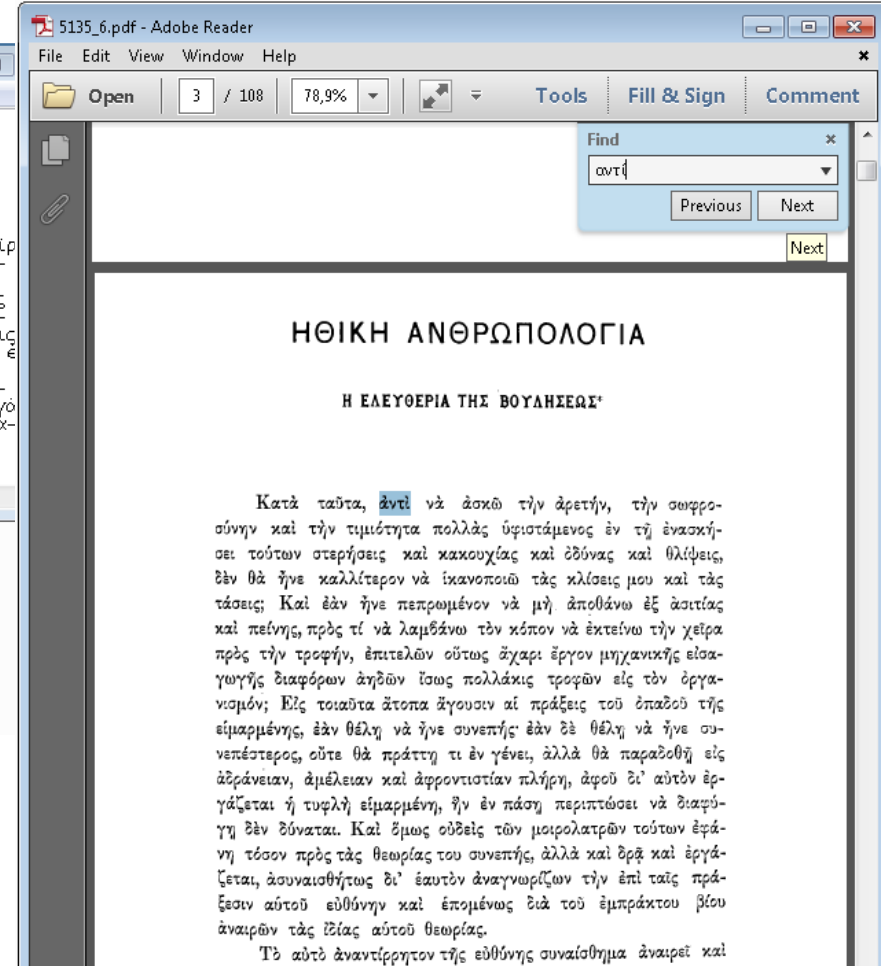 5135_6.pdf - Adobe Reader
File Edit View Window Help
Open 3 / 108 78,9% Tools Fill & Sign Comment
Find
αντί
Previous Next
Next
ΗΘΙΚΗ ΑΝΘΡΩΠΟΛΟΓΙΑ
Η ΕΛΕΥΘΕΡΙΑ ΤΗΣ ΒΟΥΛΗΣΕΩΣ*
Κατὰ ταῦτα, ἀντὶ νὰ ἀσκῶ τὴν ἀρετήν, τὴν σωφρο-
σύνην καὶ τὴν τιμιότητα πολλὰς ὑφιστάμενος ἐν τῇ ἐνασκή-
σει τούτων στερήσεις καὶ κακουχίας καὶ ὀδύνας καὶ θλίψεις,
δὲν θὰ ἦνε καλλίτερον νὰ ἱκανοποιῶ τὰς κλίσεις μου καὶ τὰς
τάσεις; Καὶ ἐὰν ἦνε πεπρωμένον νὰ μὴ ἀποθάνω ἐξ ἀσιτίας
καὶ πείνης, πρὸς τί νὰ λαμβάνω τὸν κόπον νὰ ἐκτείνω τὴν χεῖρα
πρὸς τὴν τροφήν, ἐπιτελῶν οὕτως ἄχαρι ἔργον μηχανικῆς εἰσα-
γωγῆς διαφόρων ἀηδῶν ἴσως πολλάκις τροφῶν εἰς τὸν ὀργα-
νισμόν; Εἰς τοιαῦτα ἄτοπα ἄγουσιν αἱ πράξεις τοῦ ὀπαδοῦ τῆς
εἱμαρμένης, ἐὰν θέλῃ νὰ ἦνε συνεπής· ἐὰν δὲ θέλῃ νὰ ἦνε συ-
νεπέστερος, οὔτε θὰ πράττῃ τι ἐν γένει, ἀλλὰ θὰ παραδοθῇ εἰς
ἀδράνειαν, ἀμέλειαν καὶ ἀφροντιστίαν πλήρη, ἀφοῦ δι' αὐτὸν ἐρ-
γάζεται ἡ τυφλὴ εἱμαρμένη, ἣν ἐν πάσῃ περιπτώσει νὰ διαφύ-
γῃ δὲν δύναται. Καὶ ὅμως οὐδεὶς τῶν μοιρολατρῶν τούτων ἐφά-
νη τόσον πρὸς τὰς θεωρίας του συνεπής, ἀλλὰ καὶ δρᾷ καὶ ἐργά-
ζεται, ἀσυναισθήτως δι' ἑαυτὸν ἀναγνωρίζων τὴν ἐπὶ ταῖς πρά-
ξεσιν αὐτοῦ εὐθύνην καὶ ἑπομένως διὰ τοῦ ἐμπράκτου βίου
ἀναιρῶν τὰς ἰδίας αὐτοῦ θεωρίας.
Τὸ αὐτὸ ἀναντίρρητον τῆς εὐθύνης συναίσθημα ἀναιρεῖ καὶ